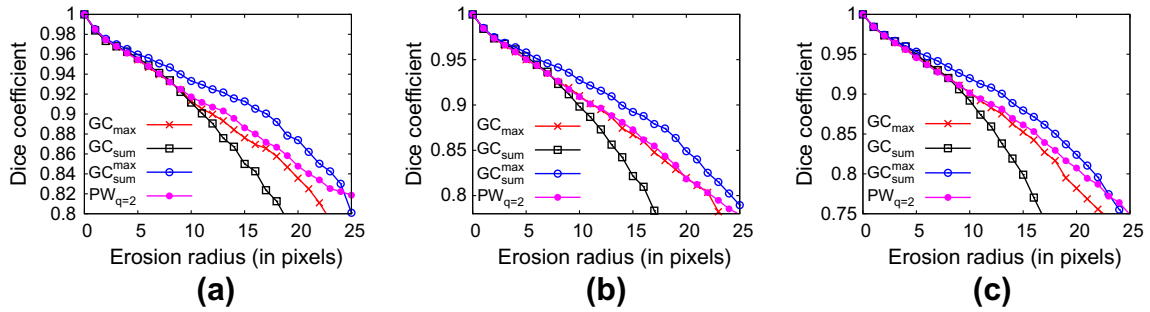 Dice coefficient
1
0.98
0.96
0.94
0.92
0.9
0.88
0.86
0.84
0.82
0.8
GCmax
GCsum
GCmaxsum
PWq=2
0 5 10 15 20 25
Erosion radius (in pixels)
(a)
Dice coefficient
1
0.95
0.9
0.85
0.8
GCmax
GCsum
GCmaxsum
PWq=2
0 5 10 15 20 25
Erosion radius (in pixels)
(b)
Dice coefficient
1
0.95
0.9
0.85
0.8
0.75
GCmax
GCsum
GCmaxsum
PWq=2
0 5 10 15 20 25
Erosion radius (in pixels)
(c)